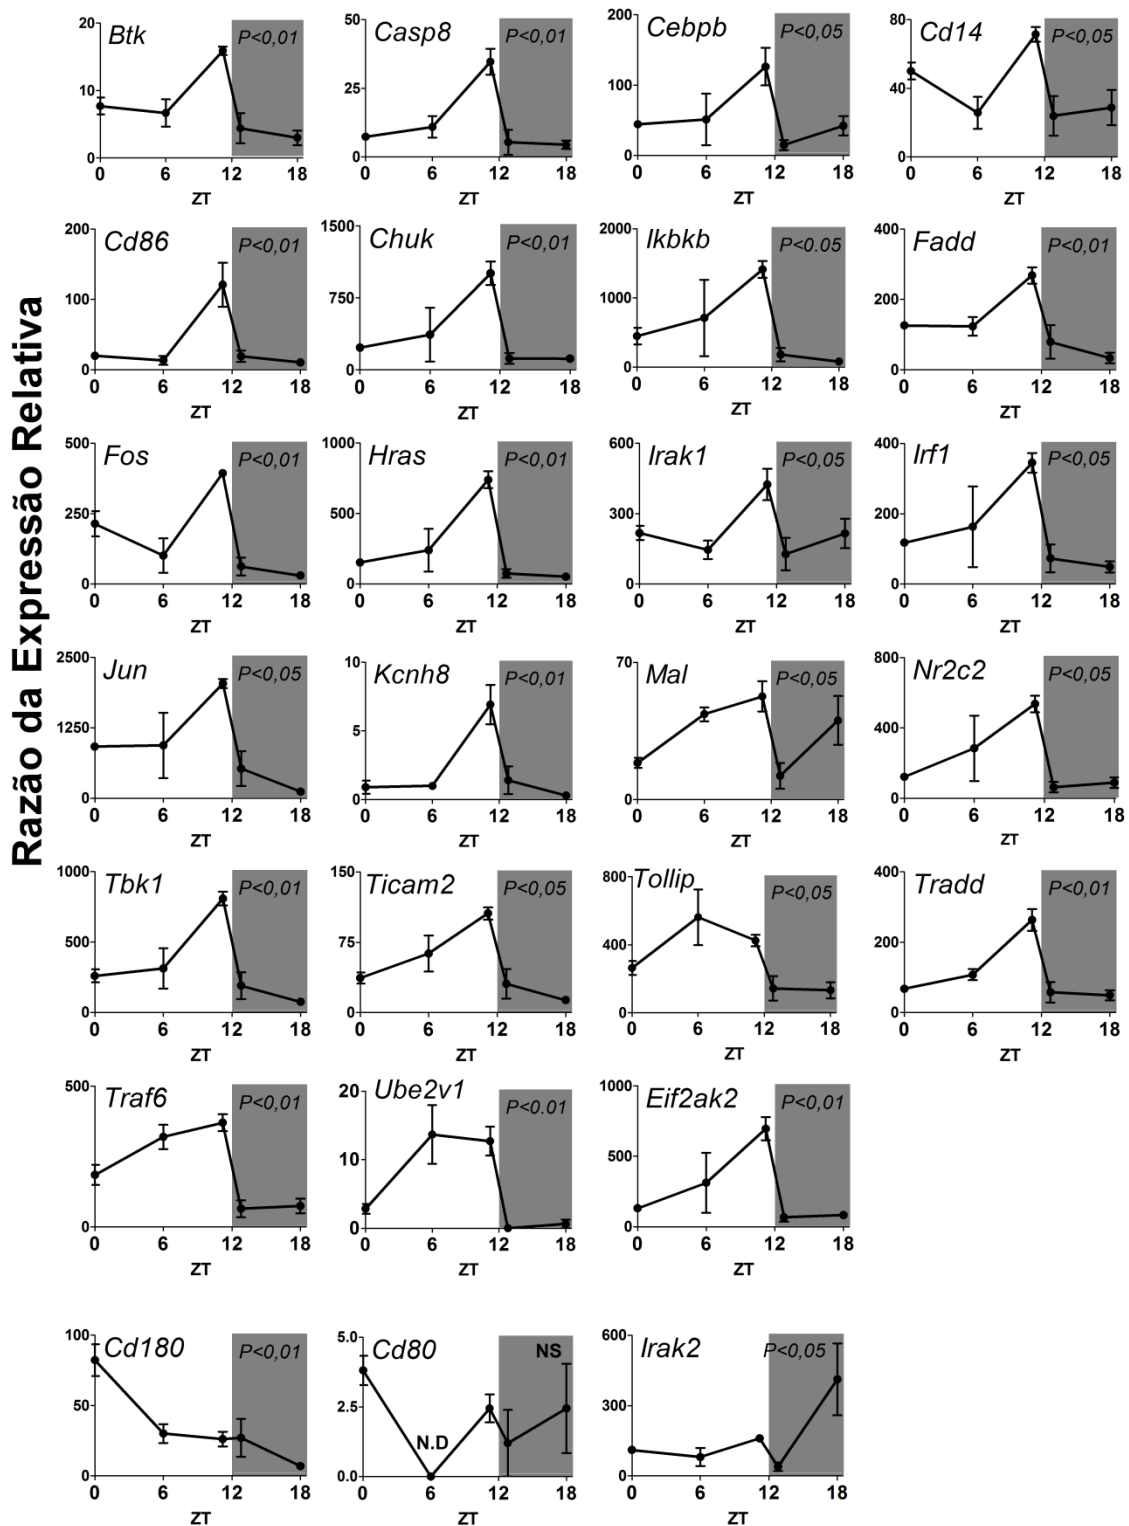 Razão da Expressão Relativa
Btk
P<0,01
20
10
0
0 6 12 18
ZT
Casp8
P<0,01
50
25
0
0 6 12 18
ZT
Cebpb
P<0,05
200
100
0
0 6 12 18
ZT
Cd14
P<0,05
80
40
0
0 6 12 18
ZT
Cd86
P<0,01
200
100
0
0 6 12 18
ZT
Chuk
P<0,01
1500
750
0
0 6 12 18
ZT
Ikbkb
P<0.05
2000
1000
0
0 6 12 18
ZT
Fadd
P<0,01
400
200
0
0 6 12 18
ZT
Fos
P<0,01
500
250
0
0 6 12 18
ZT
Hras
P<0,01
1000
500
0
0 6 12 18
ZT
Irak1
P<0,05
600
300
0
0 6 12 18
ZT
Irf1
P<0,05
400
200
0
0 6 12 18
ZT
Jun
P<0,05
2500
1250
0
0 6 12 18
ZT
Kcnh8
P<0,01
10
5
0
0 6 12 18
ZT
Mal
P<0,05
70
0
0 6 12 18
ZT
Nr2c2
P<0,05
800
400
0
0 6 12 18
ZT
Tbk1
P<0,01
1000
500
0
0 6 12 18
ZT
Ticam2
P<0,05
150
75
0
0 6 12 18
ZT
Tollip
P<0,05
800
400
0
0 6 12 18
ZT
Tradd
P<0,01
400
200
0
0 6 12 18
ZT
Traf6
P<0,01
500
250
0
0 6 12 18
ZT
Ube2v1
P<0.01
20
10
0
0 6 12 18
ZT
Eif2ak2
P<0,01
1000
500
0
0 6 12 18
ZT
Cd180
P<0,01
100
50
0
0 6 12 18
ZT
Cd80
NS
5.0
2.5
N.D
0.0
0 6 12 18
ZT
Irak2
P<0,05
600
300
0
0 6 12 18
ZT